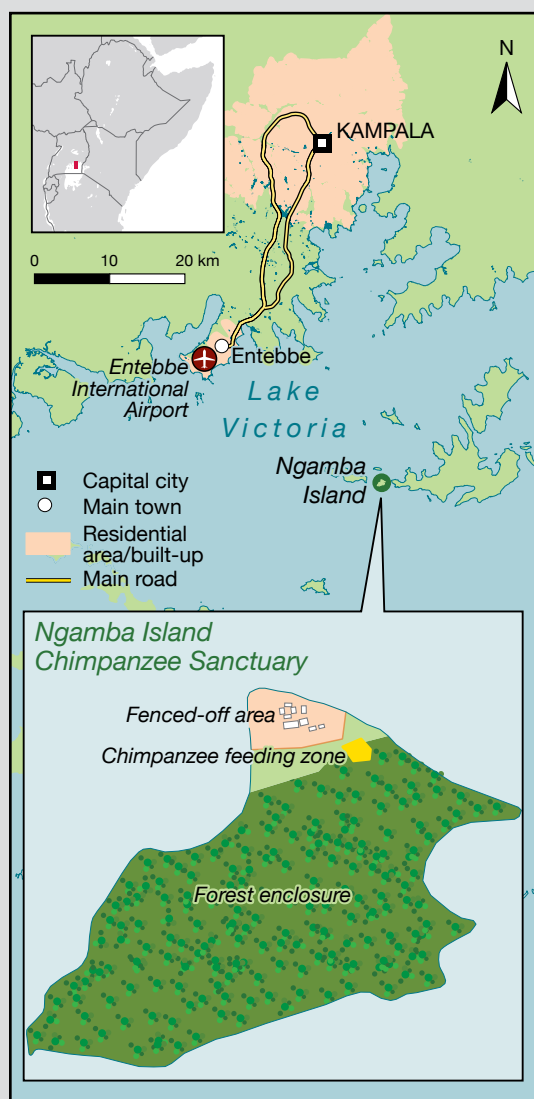 N
KAMPALA
0 10 20 km
Entebbe
Entebbe
International
Airport
Lake
Victoria
Ngamba
Island
Capital city
Main town
Residential
area/built-up
Main road
Ngamba Island
Chimpanzee Sanctuary
Fenced-off area
Chimpanzee feeding zone
Forest enclosure